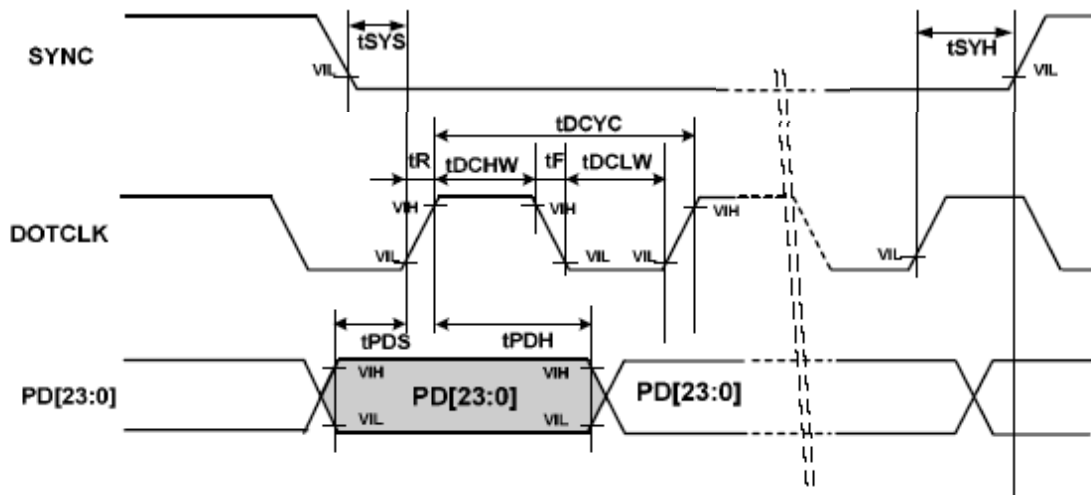 tSYS
tSYH
SYNC
VIL
VIL
tDCYC
tR
tDCHW
tF
tDCLW
VIH
VIH
VIH
DOTCLK
VIL
VIL
VIL
VIL
tPDS
tPDH
VIH
VIH
PD[23:0]
PD[23:0]
PD[23:0]
VIL
VIL